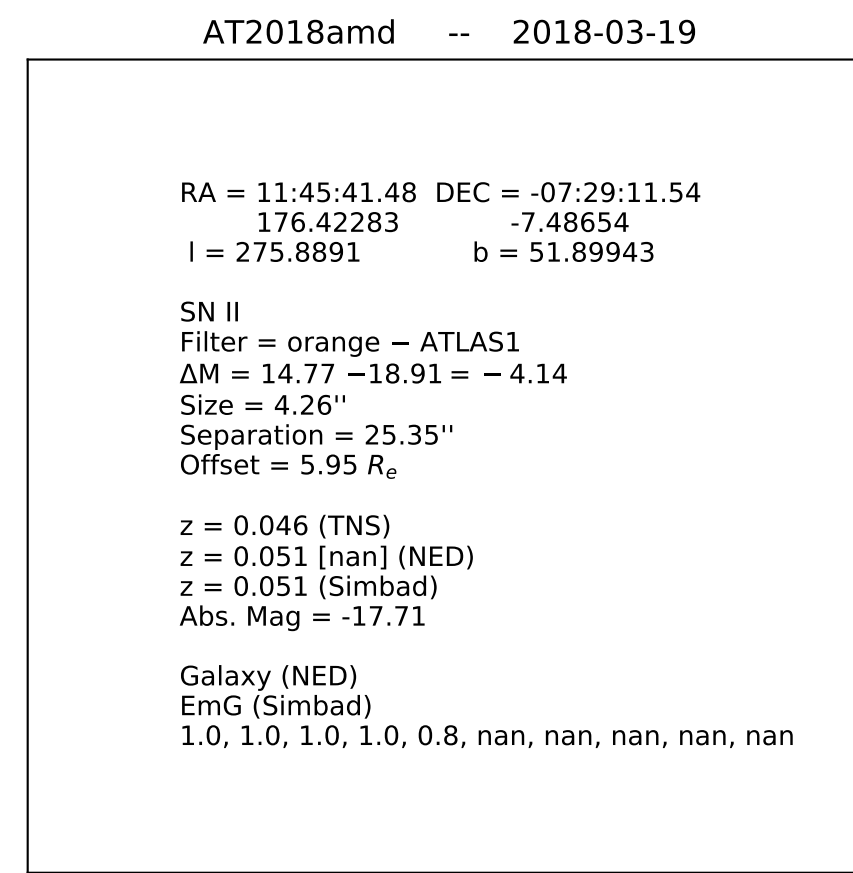 AT2018amd -- 2018-03-19
RA = 11:45:41.48 DEC = -07:29:11.54
176.42283 -7.48654
l = 275.8891 b = 51.89943
SN II
Filter = orange − ATLAS1
ΔM = 14.77 −18.91 = − 4.14
Size = 4.26''
Separation = 25.35''
Offset = 5.95 Re
z = 0.046 (TNS)
z = 0.051 [nan] (NED)
z = 0.051 (Simbad)
Abs. Mag = -17.71
Galaxy (NED)
EmG (Simbad)
1.0, 1.0, 1.0, 1.0, 0.8, nan, nan, nan, nan, nan